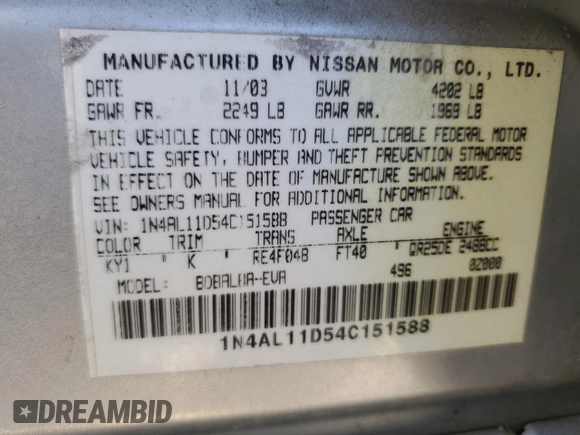 MANUFACTURED BY NISSAN MOTOR CO., LTD.
DATE 11/03 GVWR 4202 LB
GAWR FR. 2249 LB GAWR RR. 1969 LB
THIS VEHICLE CONFORMS TO ALL APPLICABLE FEDERAL MOTOR
VEHICLE SAFETY, BUMPER AND THEFT PREVENTION STANDARDS
IN EFFECT ON THE DATE OF MANUFACTURE SHOWN ABOVE.
SEE OWNERS MANUAL FOR ADDITIONAL INFORMATION.
VIN: 1N4AL11D54C151588 PASSENGER CAR
COLOR TRIM TRANS AXLE ENGINE
KY1 K RE4F04B FT40 QR25DE 2488CC
MODEL: 496 0Z000
1N4AL11D54C151588
DREAMBID